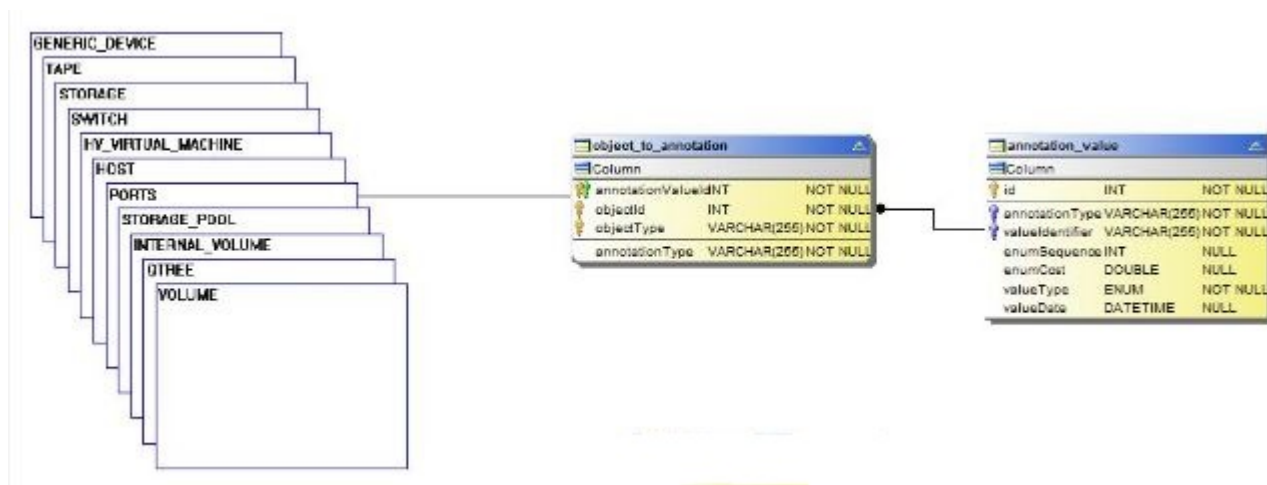 GENERIC_DEVICE
TAPE
STORAGE
SWITCH
HV_VIRTUAL_MACHINE
HOST
PORTS
STORAGE_POOL
INTERNAL_VOLUME
QTREE
VOLUME
object_to_annotation
Column
annotationValueId INT NOT NULL
objectId INT NOT NULL
objectType VARCHAR(255) NOT NULL
annotationType VARCHAR(255) NOT NULL
annotation_value
Column
id INT NOT NULL
annotationType VARCHAR(255) NOT NULL
valueIdentifier VARCHAR(255) NOT NULL
enumSequence INT NULL
enumCost DOUBLE NULL
valueType ENUM NOT NULL
valueDate DATETIME NULL